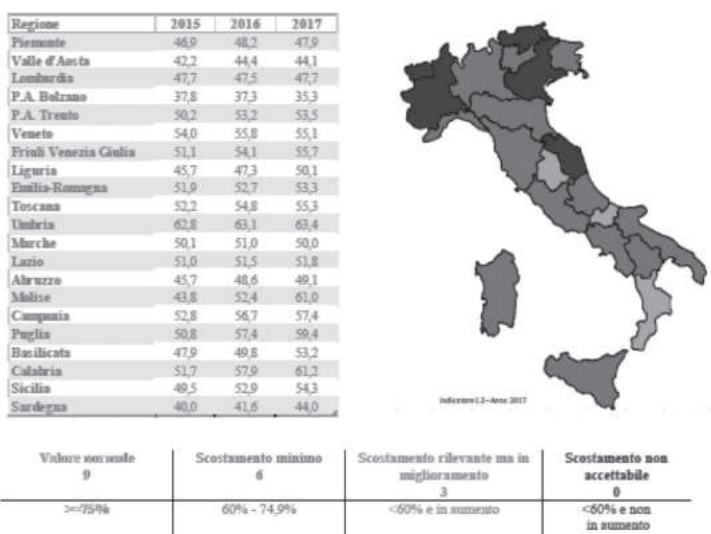 Regione 2015 2016 2017
Piemonte 46,9 48,2 47,9
Valle d'Aosta 42,2 44,4 44,1
Lombardia 47,7 47,5 47,7
P.A. Bolzano 37,8 37,3 35,3
P.A. Trento 50,2 53,2 53,5
Veneto 54,0 55,8 55,1
Friuli Venezia Giulia 51,1 54,1 55,7
Liguria 45,7 47,3 50,1
Emilia-Romagna 51,9 52,7 53,3
Toscana 52,2 54,8 55,3
Umbria 62,8 63,1 63,4
Marche 50,1 51,0 50,0
Lazio 51,0 51,5 51,8
Abruzzo 45,7 48,6 49,1
Molise 43,8 52,4 61,0
Campania 52,8 56,7 57,4
Puglia 50,8 57,4 59,4
Basilicata 47,9 49,8 53,2
Calabria 51,7 57,9 61,2
Sicilia 49,5 52,9 54,3
Sardegna 40,0 41,6 44,0
Indicatore 1.3 - Anno 2017
Valore normale Scostamento minimo Scostamento rilevante ma in Scostamento non
9 6 miglioramento accettabile
3 0
>=75% 60% - 74,9% <60% e in aumento <60% e non
in aumento